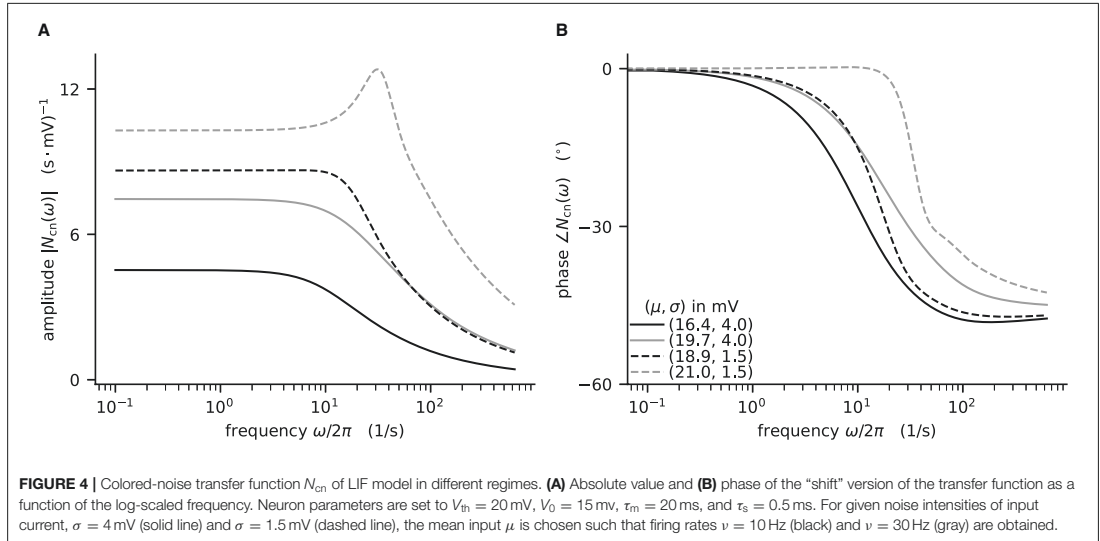 A
B
12
6
0
amplitude |N_cn(ω)| (s · mV)⁻¹
10⁻¹ 10⁰ 10¹ 10²
frequency ω/2π (1/s)
0
−30
−60
phase ∠N_cn(ω) (°)
(μ, σ) in mV
(16.4, 4.0)
(19.7, 4.0)
(18.9, 1.5)
(21.0, 1.5)
10⁻¹ 10⁰ 10¹ 10²
frequency ω/2π (1/s)
FIGURE 4 | Colored-noise transfer function N_cn of LIF model in different regimes. (A) Absolute value and (B) phase of the “shift” version of the transfer function as a
function of the log-scaled frequency. Neuron parameters are set to V_th = 20 mV, V_0 = 15 mv, τ_m = 20 ms, and τ_s = 0.5 ms. For given noise intensities of input
current, σ = 4 mV (solid line) and σ = 1.5 mV (dashed line), the mean input μ is chosen such that firing rates ν = 10 Hz (black) and ν = 30 Hz (gray) are obtained.